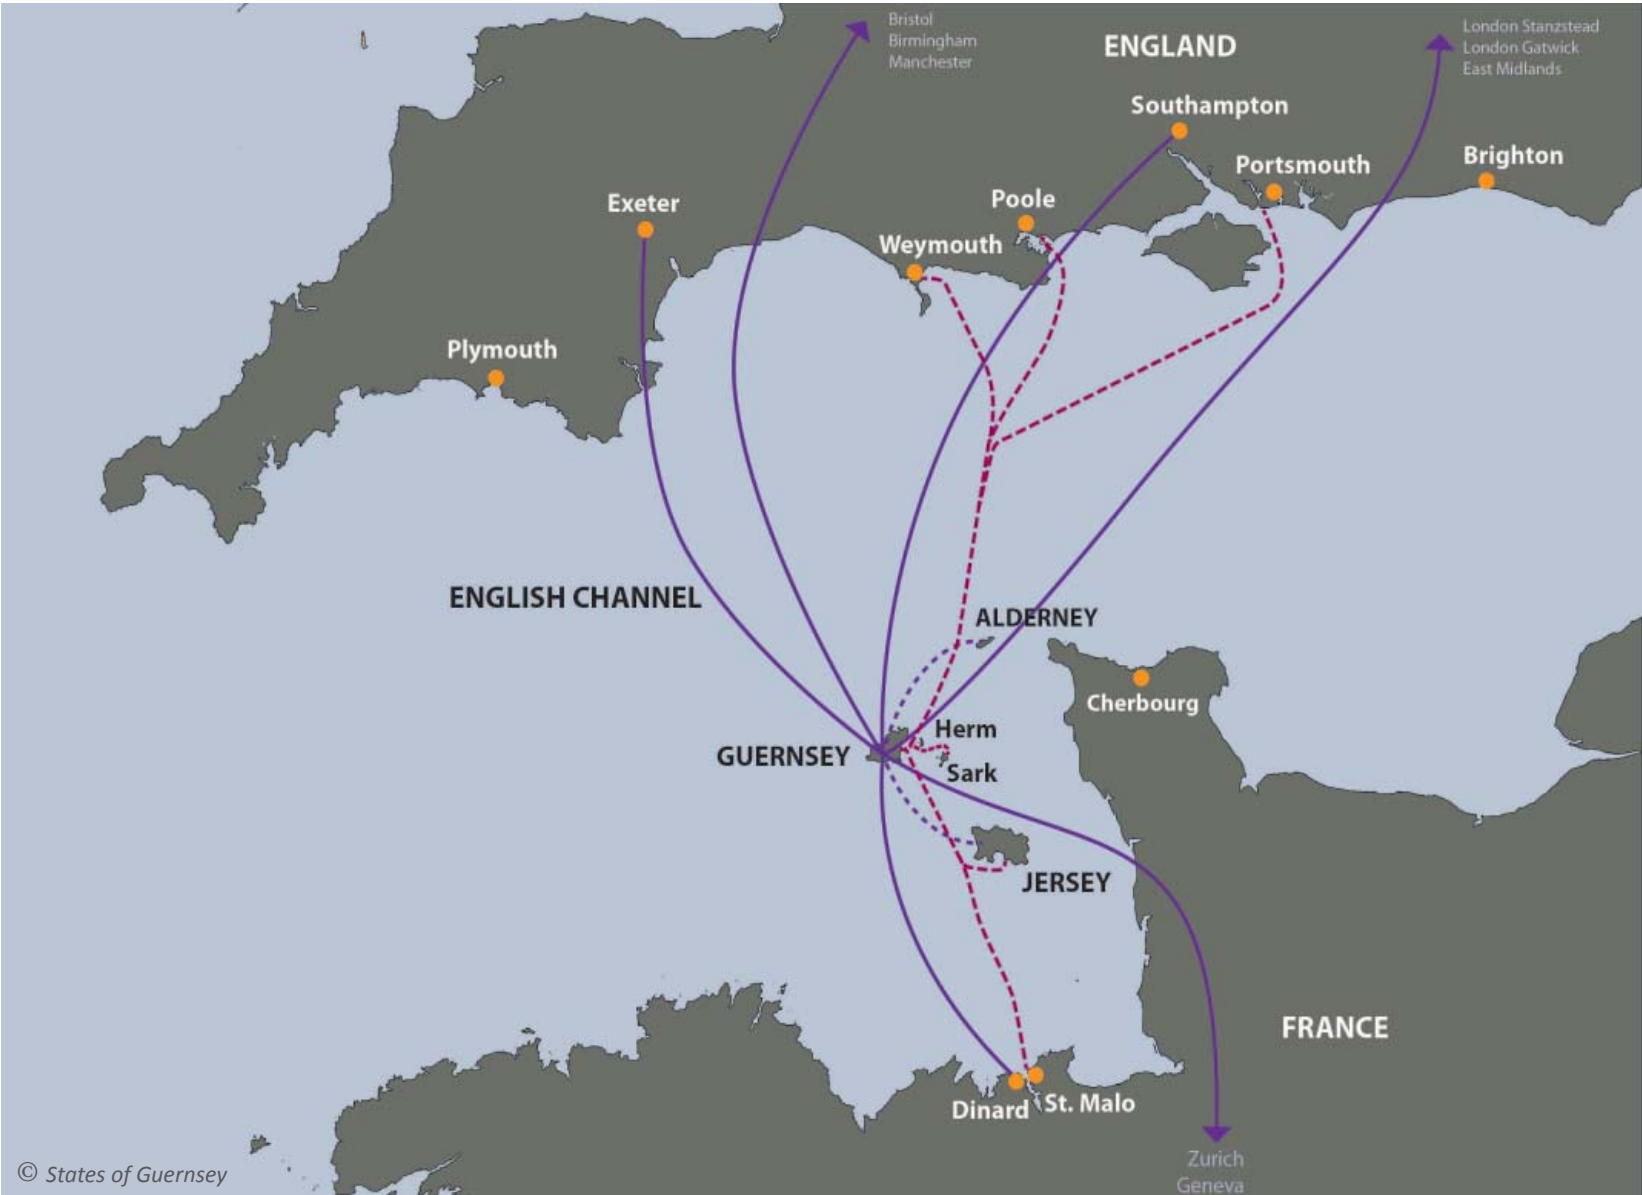 Bristol
Birmingham
Manchester
ENGLAND
London Stanzstead
London Gatwick
East Midlands
Southampton
Portsmouth
Brighton
Exeter
Poole
Weymouth
Plymouth
ENGLISH CHANNEL
ALDERNEY
Cherbourg
Herm
GUERNSEY
Sark
JERSEY
FRANCE
Dinard
St. Malo
Zurich
Geneva
© States of Guernsey